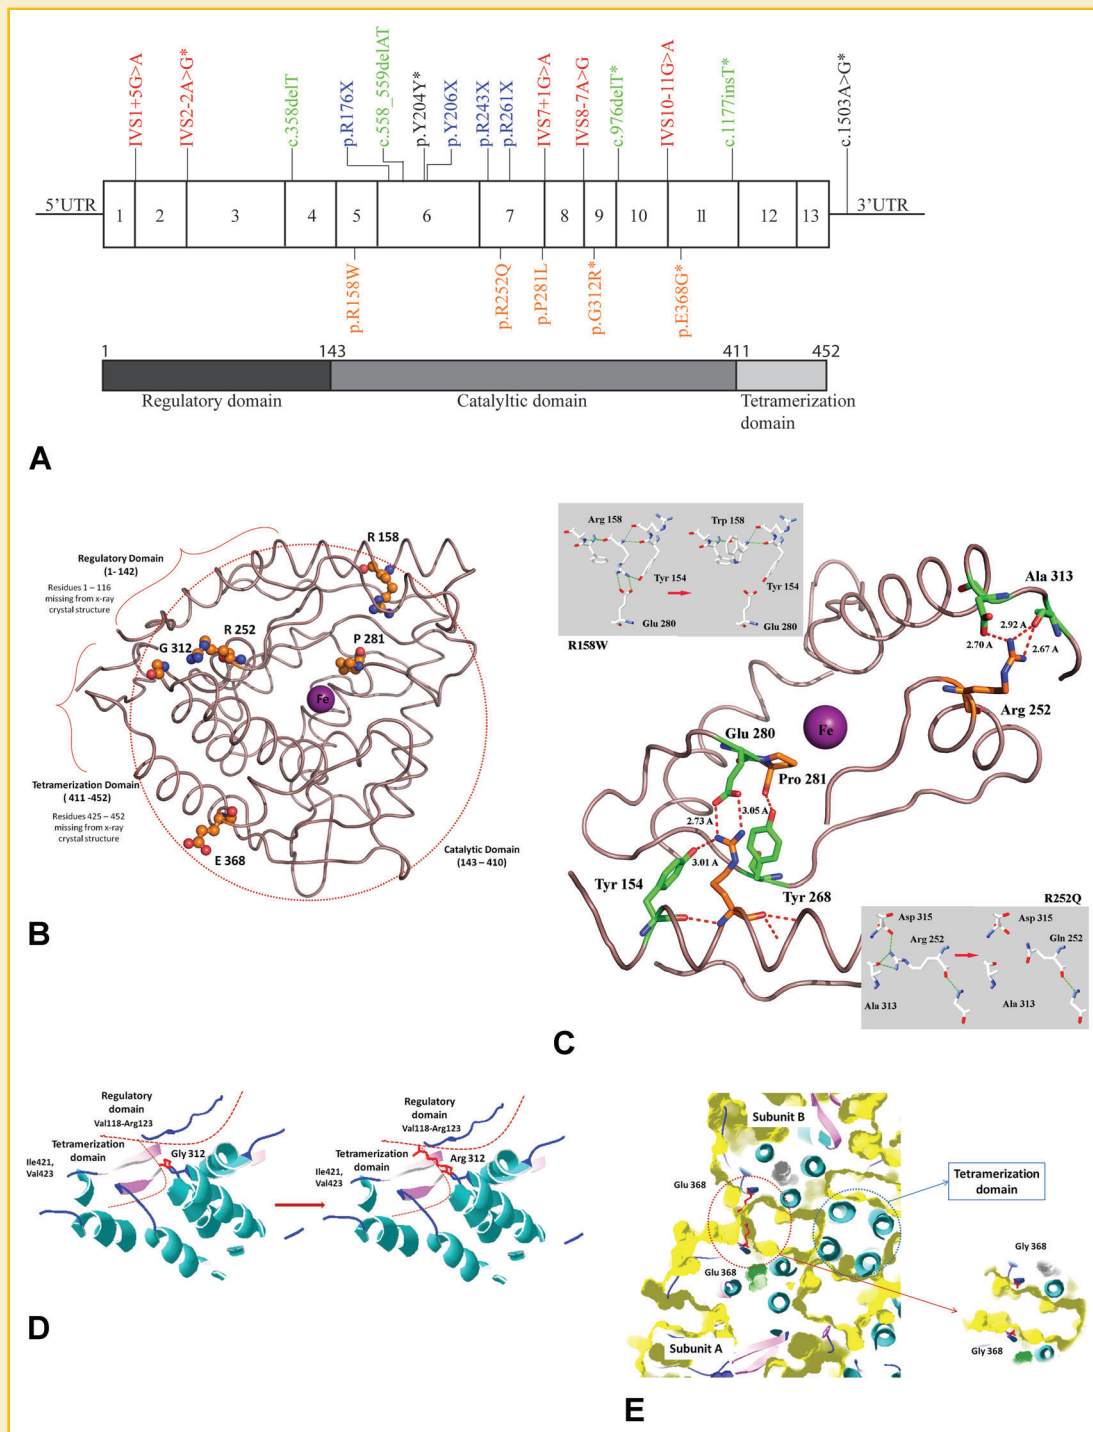 IVS1+5G>A
IVS2-2A>G*
c.358delT
p.R176X
c.558_559delAT
p.Y204Y*
p.Y206X
p.R243X
p.R261X
IVS7+1G>A
IVS8-7A>G
c.976delT*
IVS10-11G>A
c.1177insT*
c.1503A>G*
5’UTR
1 2 3 4 5 6 7 8 9 10 11 12 13
3’UTR
p.R158W
p.R252Q
p.P281L
p.G312R*
p.E368G*
1 143 411 452
Regulatory domain
Catalyltic domain
Tetramerization
domain
A
Regulatory Domain
(1- 142)
Residues 1 – 116
missing from x-ray
crystal structure
R 158
R 252
G 312
P 281
Fe
Tetramerization Domain
( 411 -452)
Residues 425 – 452
missing from x-ray
crystal structure
E 368
Catalytic Domain
(143 – 410)
B
Arg 158
Trp 158
Tyr 154
Tyr 154
Glu 280
Glu 280
R158W
Ala 313
2.92 A
2.70 A
2.67 A
Arg 252
Fe
Glu 280
Pro 281
2.73 A
3.05 A
3.01 A
Tyr 154
Tyr 268
R252Q
Asp 315
Asp 315
Arg 252
Gln 252
Ala 313
Ala 313
C
Regulatory
domain
Val118-Arg123
Tetramerization
domain
Gly 312
Ile421,
Val423
Regulatory
domain
Val118-Arg123
Tetramerization
domain
Arg 312
Ile421,
Val423
D
Subunit B
Glu 368
Glu 368
Subunit A
Tetramerization
domain
Gly 368
Gly 368
E